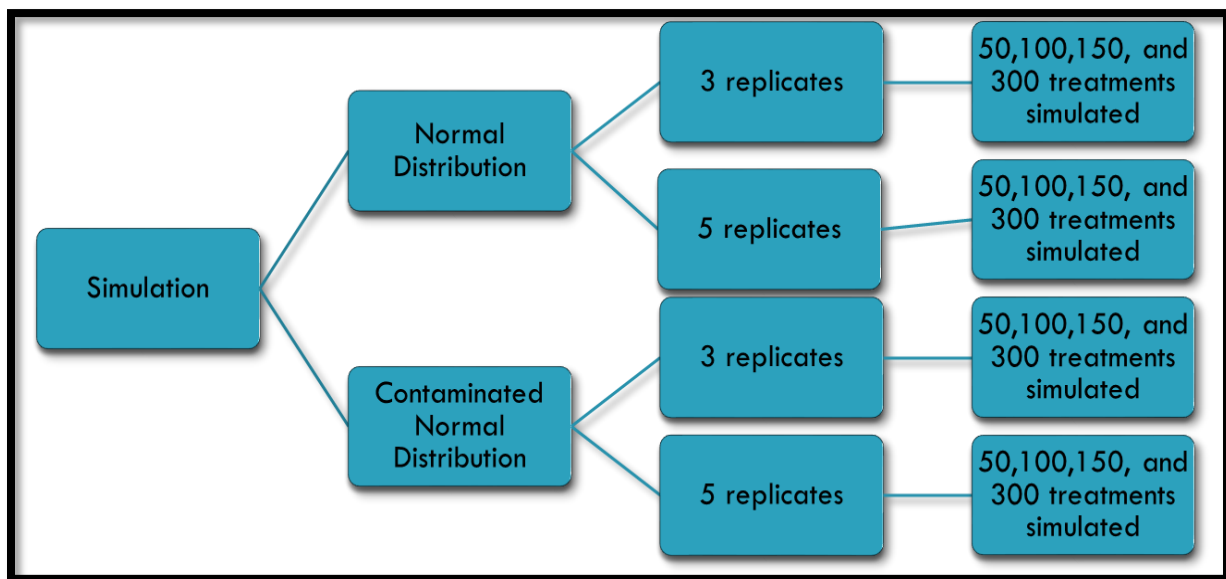 Simulation
Normal
Distribution
3 replicates
50,100,150, and
300 treatments
simulated
5 replicates
50,100,150, and
300 treatments
simulated
Contaminated
Normal
Distribution
3 replicates
50,100,150, and
300 treatments
simulated
5 replicates
50,100,150, and
300 treatments
simulated